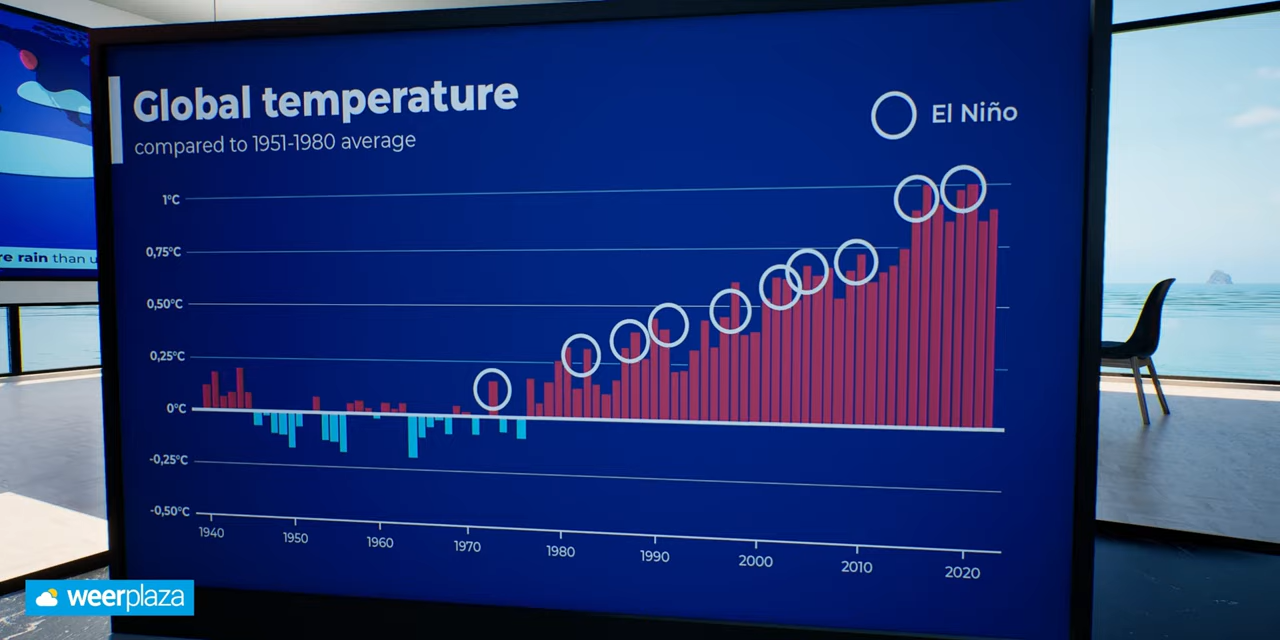 Global temperature
compared to 1951-1980 average
El Niño
1°C
0,75°C
0,50°C
0,25°C
0°C
-0,25°C
-0,50°C
1940 1950 1960 1970 1980 1990 2000 2010 2020
re rain than u
weerplaza